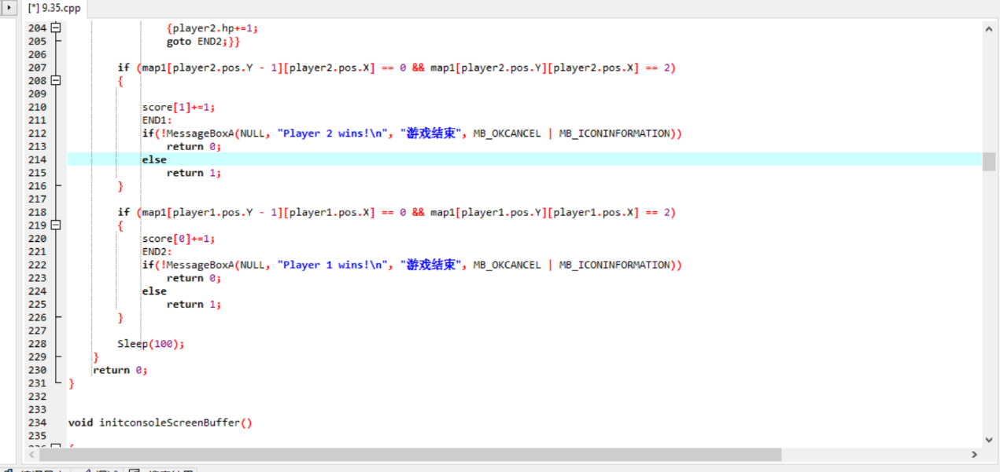 [*] 9.35.cpp
204 {player2.hp+=1;
205 goto END2;}}
206
207 if (map1[player2.pos.Y - 1][player2.pos.X] == 0 && map1[player2.pos.Y][player2.pos.X] == 2)
208 {
209
210 score[1]+=1;
211 END1:
212 if(!MessageBoxA(NULL, "Player 2 wins!\n", "游戏结束", MB_OKCANCEL | MB_ICONINFORMATION))
213 return 0;
214 else
215 return 1;
216 }
217
218 if (map1[player1.pos.Y - 1][player1.pos.X] == 0 && map1[player1.pos.Y][player1.pos.X] == 2)
219 {
220 score[0]+=1;
221 END2:
222 if(!MessageBoxA(NULL, "Player 1 wins!\n", "游戏结束", MB_OKCANCEL | MB_ICONINFORMATION))
223 return 0;
224 else
225 return 1;
226 }
227
228 Sleep(100);
229 }
230 return 0;
231 }
232
233
234 void initconsoleScreenBuffer()
235